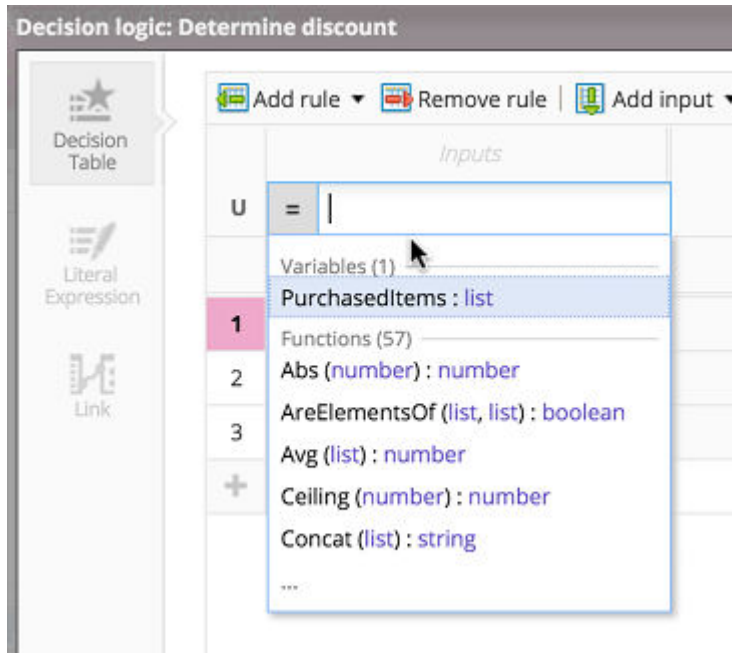 Decision logic: Determine discount
Decision
Table
Literal
Expression
Link
Add rule Remove rule Add input
Inputs
U =
Variables (1)
PurchasedItems : list
1
Functions (57)
2 Abs (number) : number
AreElementsOf (list, list) : boolean
3
Avg (list) : number
+ Ceiling (number) : number
Concat (list) : string
...